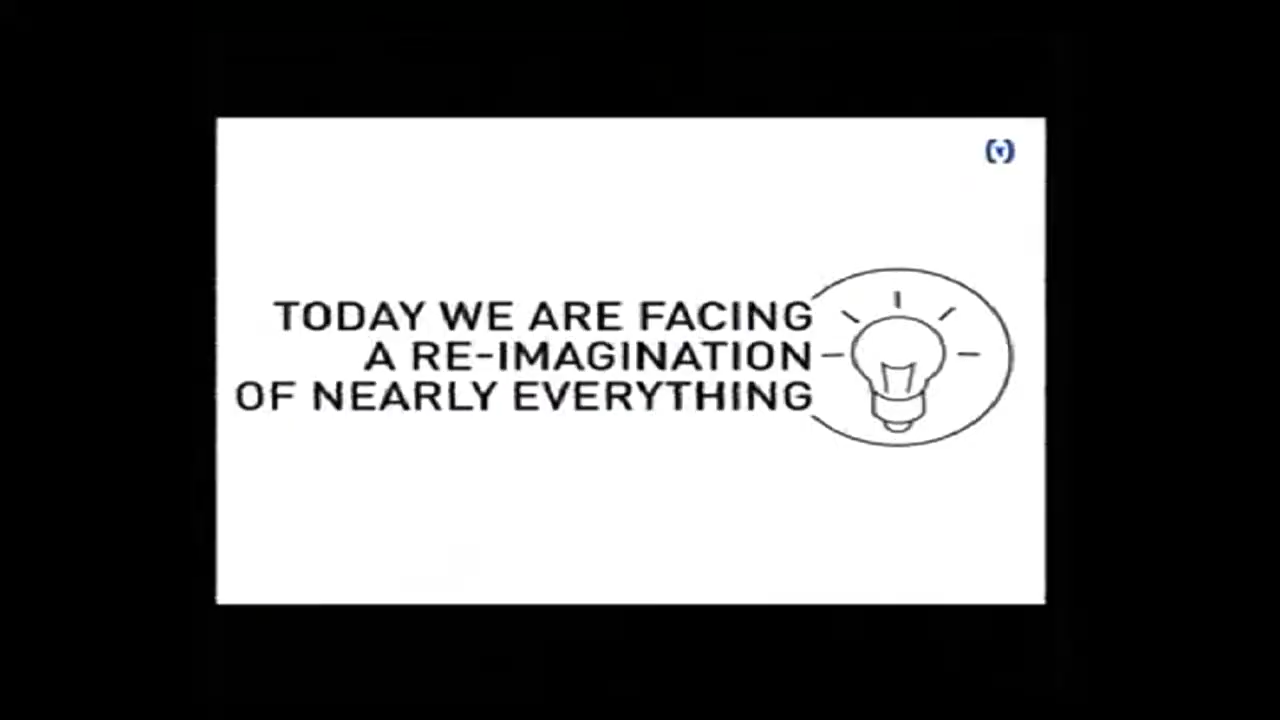 TODAY WE ARE FACING
A RE-IMAGINATION
OF NEARLY EVERYTHING